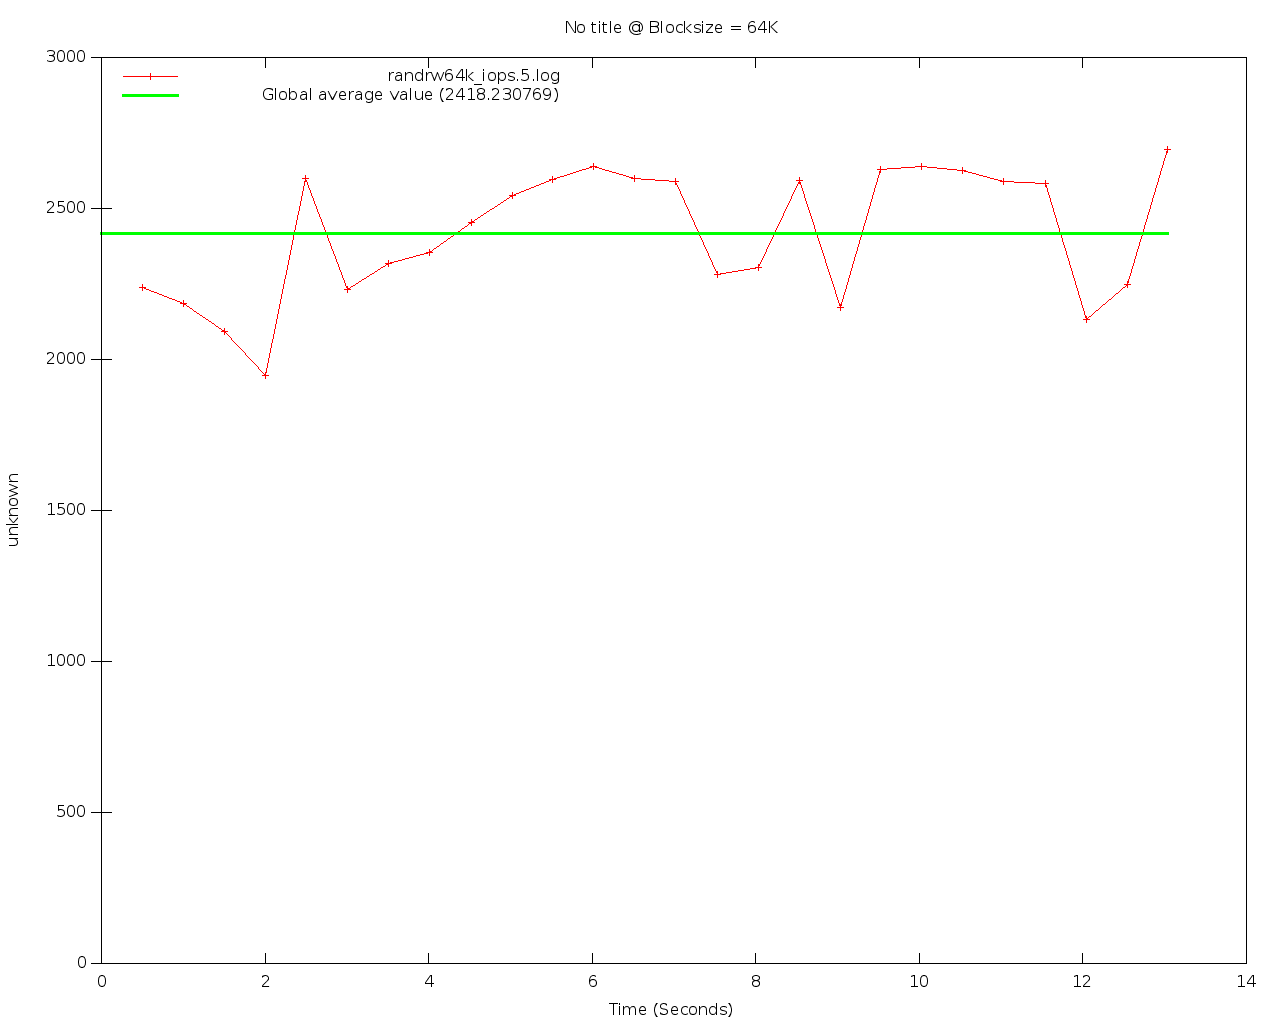 No title @ Blocksize = 64K
randrw64k_iops.5.log
Global average value (2418.230769)
3000
2500
2000
1500
1000
500
0
unknown
0 2 4 6 8 10 12 14
Time (Seconds)